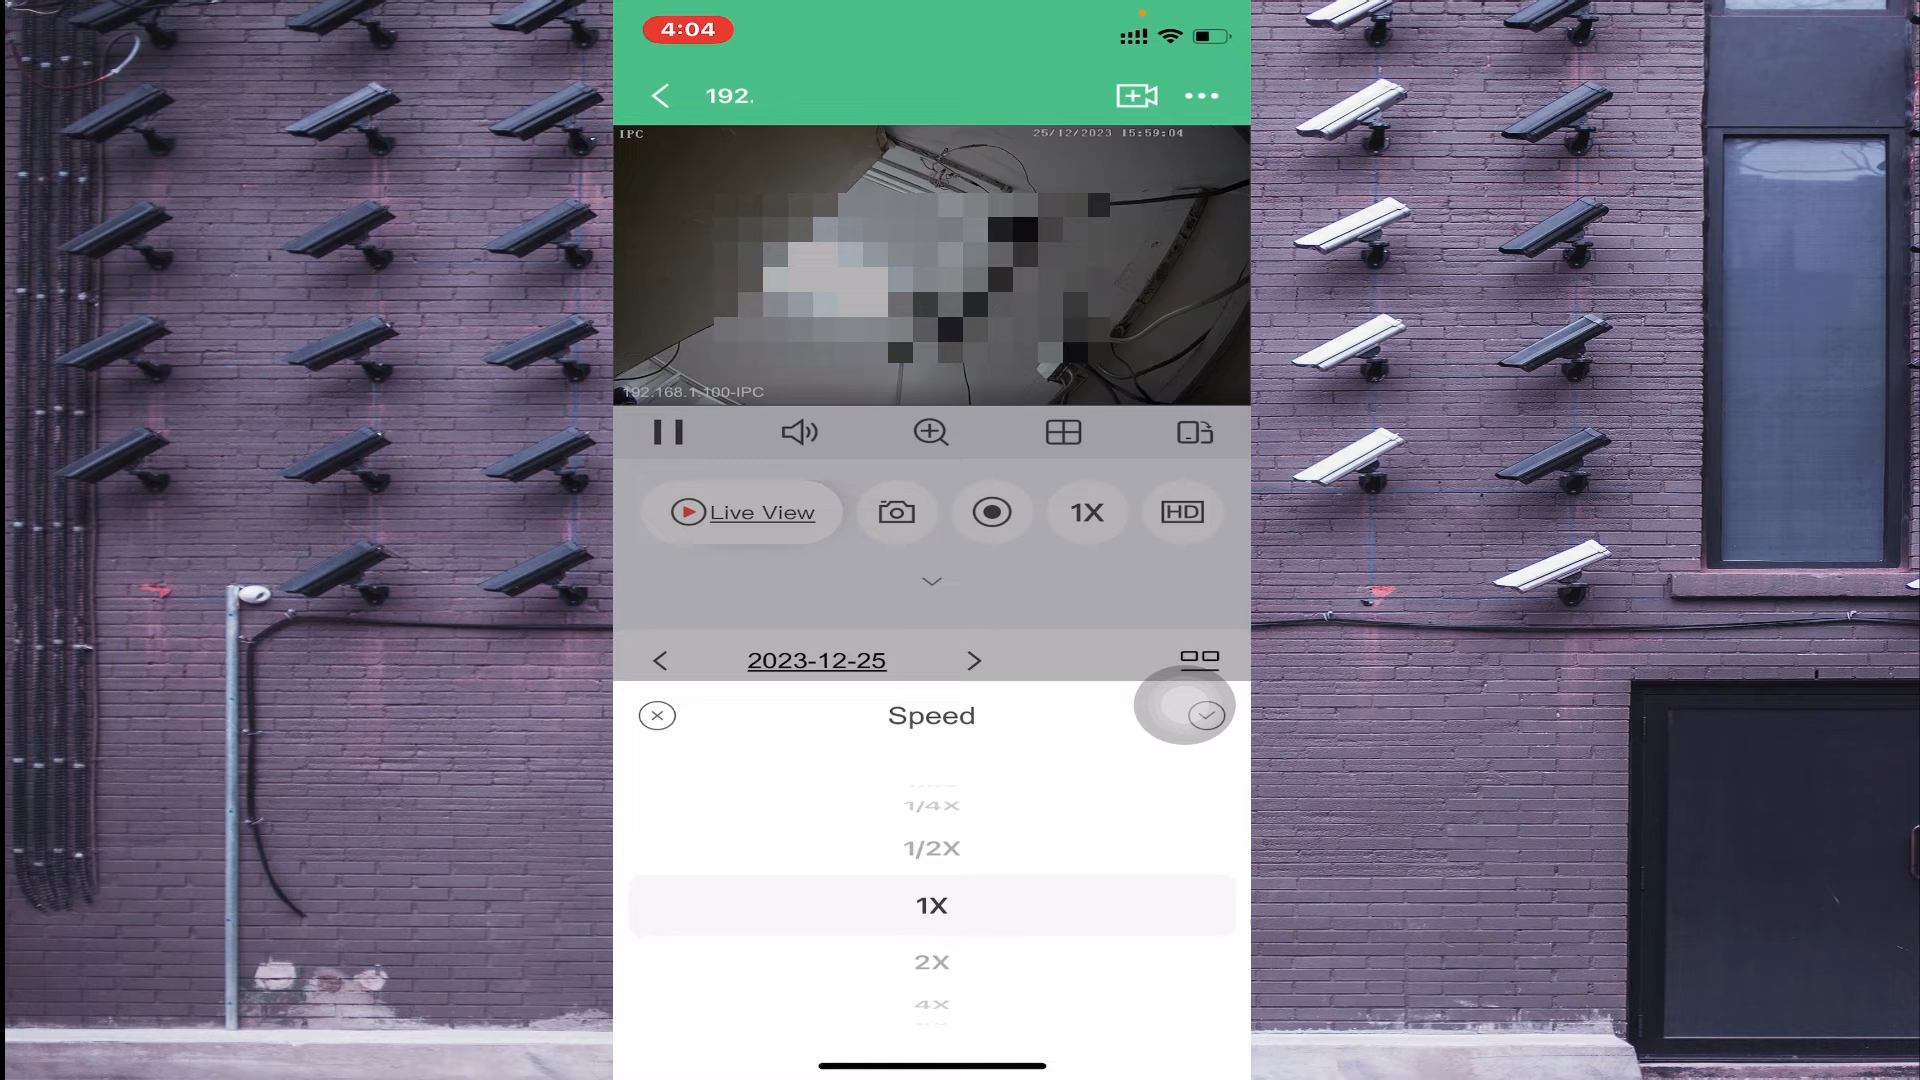 4:04
192.
IPC
25/12/2023 15:59:04
192.168.1.100-IPC
Live View
1X
HD
2023-12-25
Speed
1/4X
1/2X
1X
2X
4X